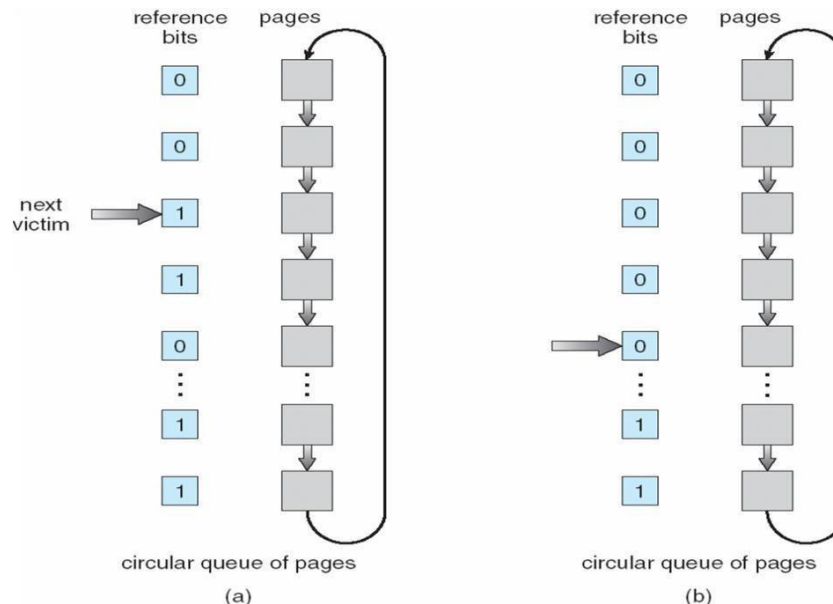 reference bits
pages
0
0
next victim
1
1
0
1
1
circular queue of pages
(a)
reference bits
pages
0
0
0
0
0
1
1
circular queue of pages
(b)